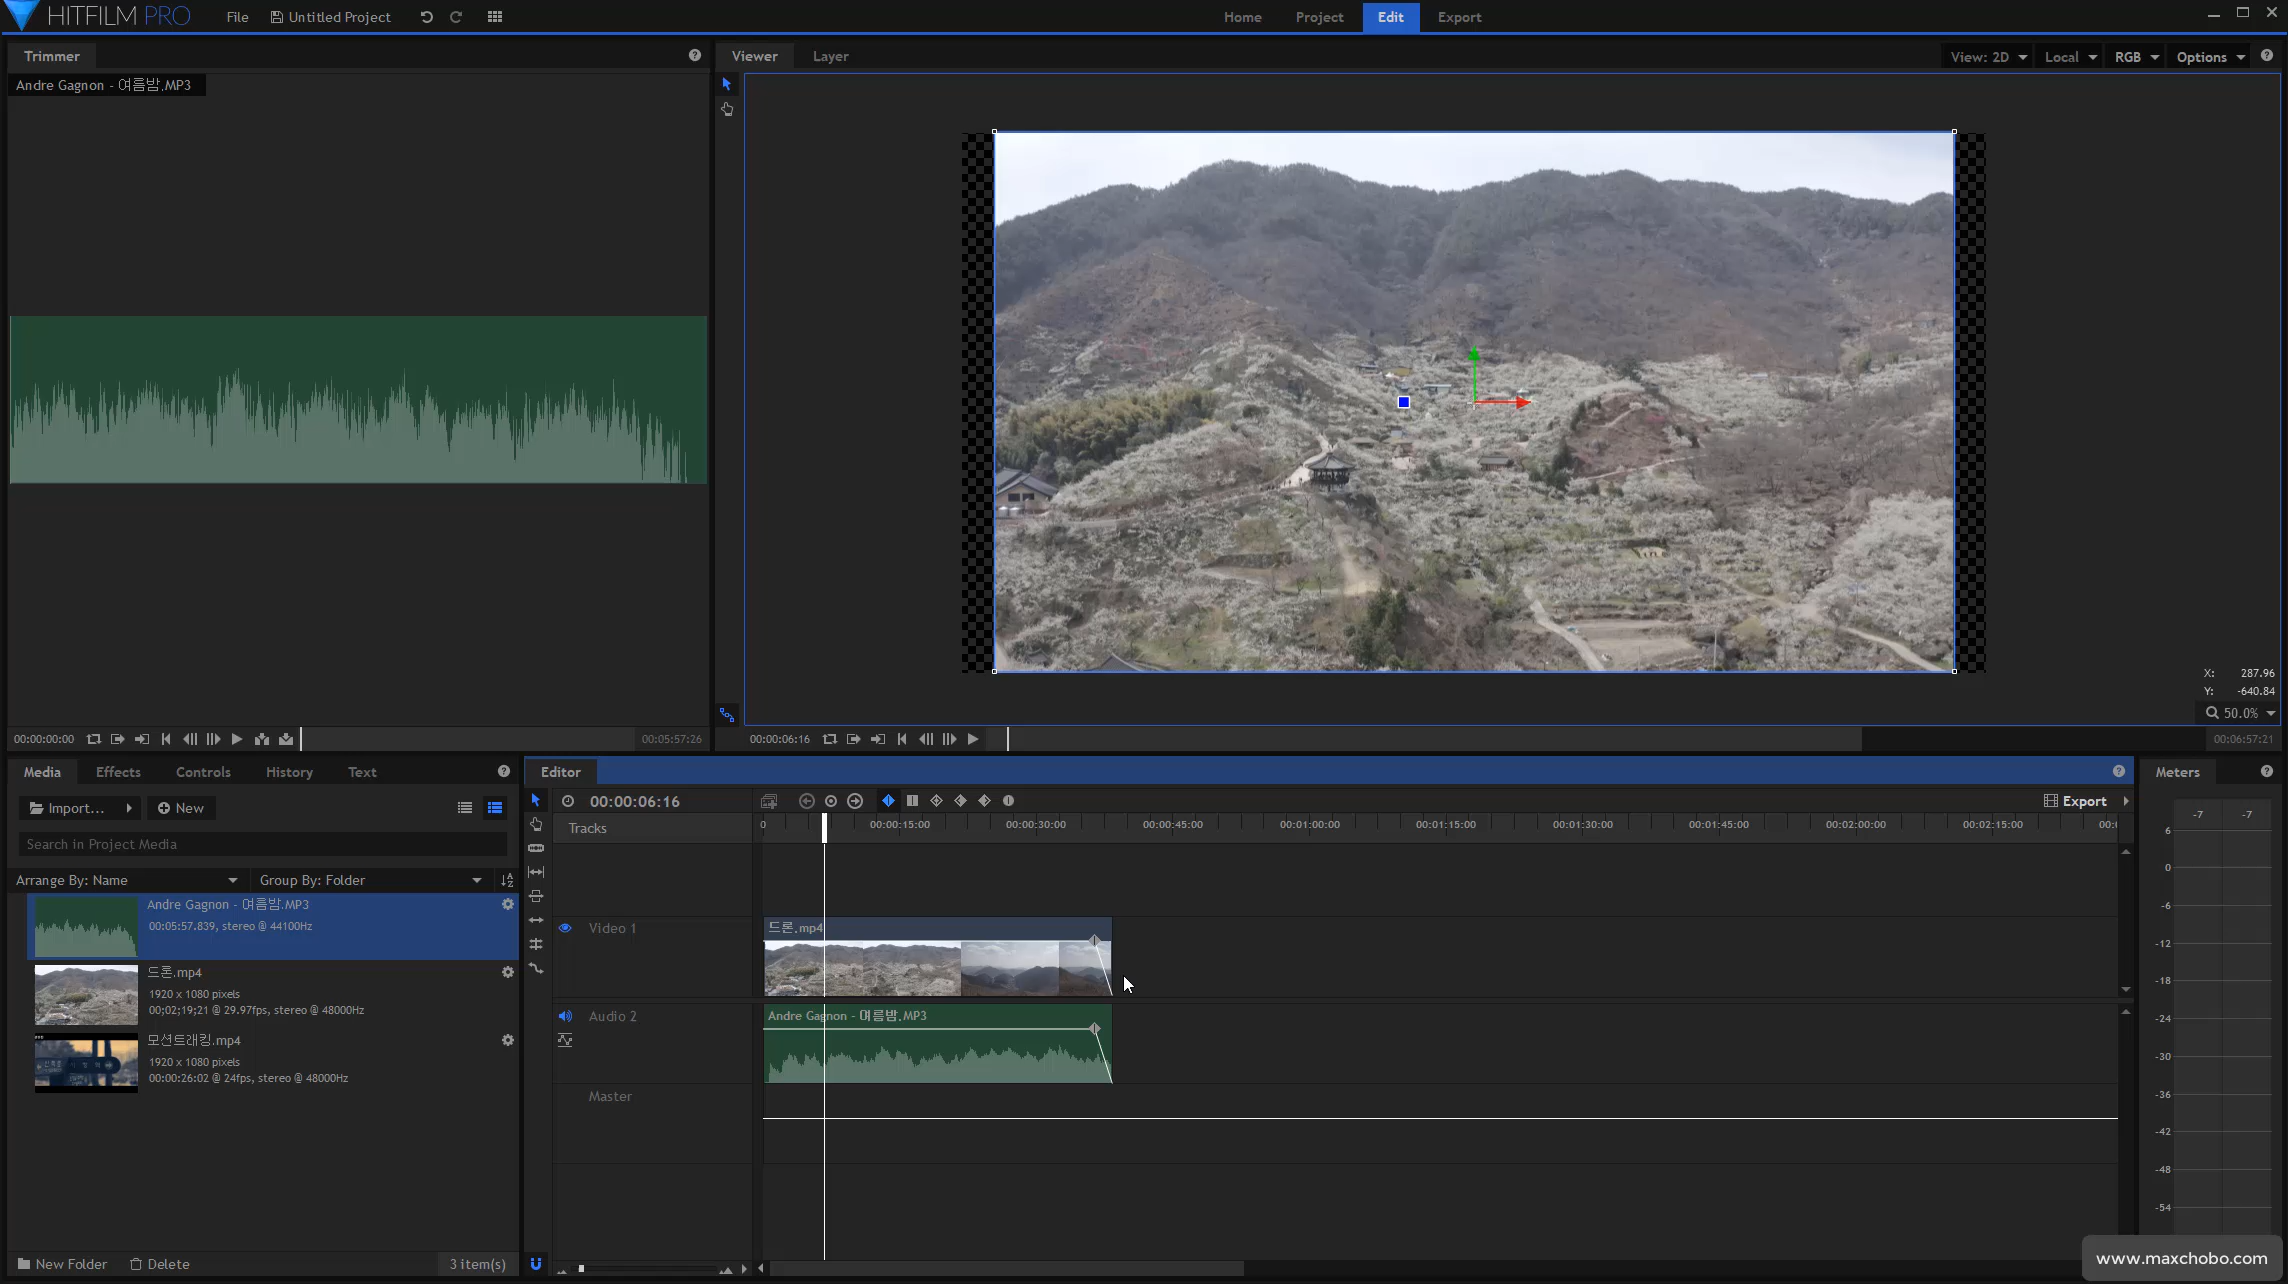 HITFILM PRO
File
Untitled Project
Home
Project
Edit
Export
Trimmer
Andre Gagnon - 여름밤.MP3
Viewer
Layer
View: 2D
Local
RGB
Options
X: 287.96
Y: -640.84
50.0%
00:00:00:00
00:05:57:26
00:00:06:16
00:06:57:21
Media
Effects
Controls
History
Text
Import...
New
Search in Project Media
Arrange By: Name
Group By: Folder
Andre Gagnon - 여름밤.MP3
00:05:57.839, stereo @ 44100Hz
드론.mp4
1920 x 1080 pixels
00;02;19;21 @ 29.97fps, stereo @ 48000Hz
모션트래킹.mp4
1920 x 1080 pixels
00:00:26:02 @ 24fps, stereo @ 48000Hz
New Folder
Delete
3 item(s)
Editor
00:00:06:16
Export
Tracks
0
00:00:15:00
00:00:30:00
00:00:45:00
00:01:00:00
00:01:15:00
00:01:30:00
00:01:45:00
00:02:00:00
00:02:15:00
Video 1
드론.mp4
Audio 2
Andre Gagnon - 여름밤.MP3
Master
Meters
-7
-7
6
0
-6
-12
-18
-24
-30
-36
-42
-48
-54
www.maxchobo.com